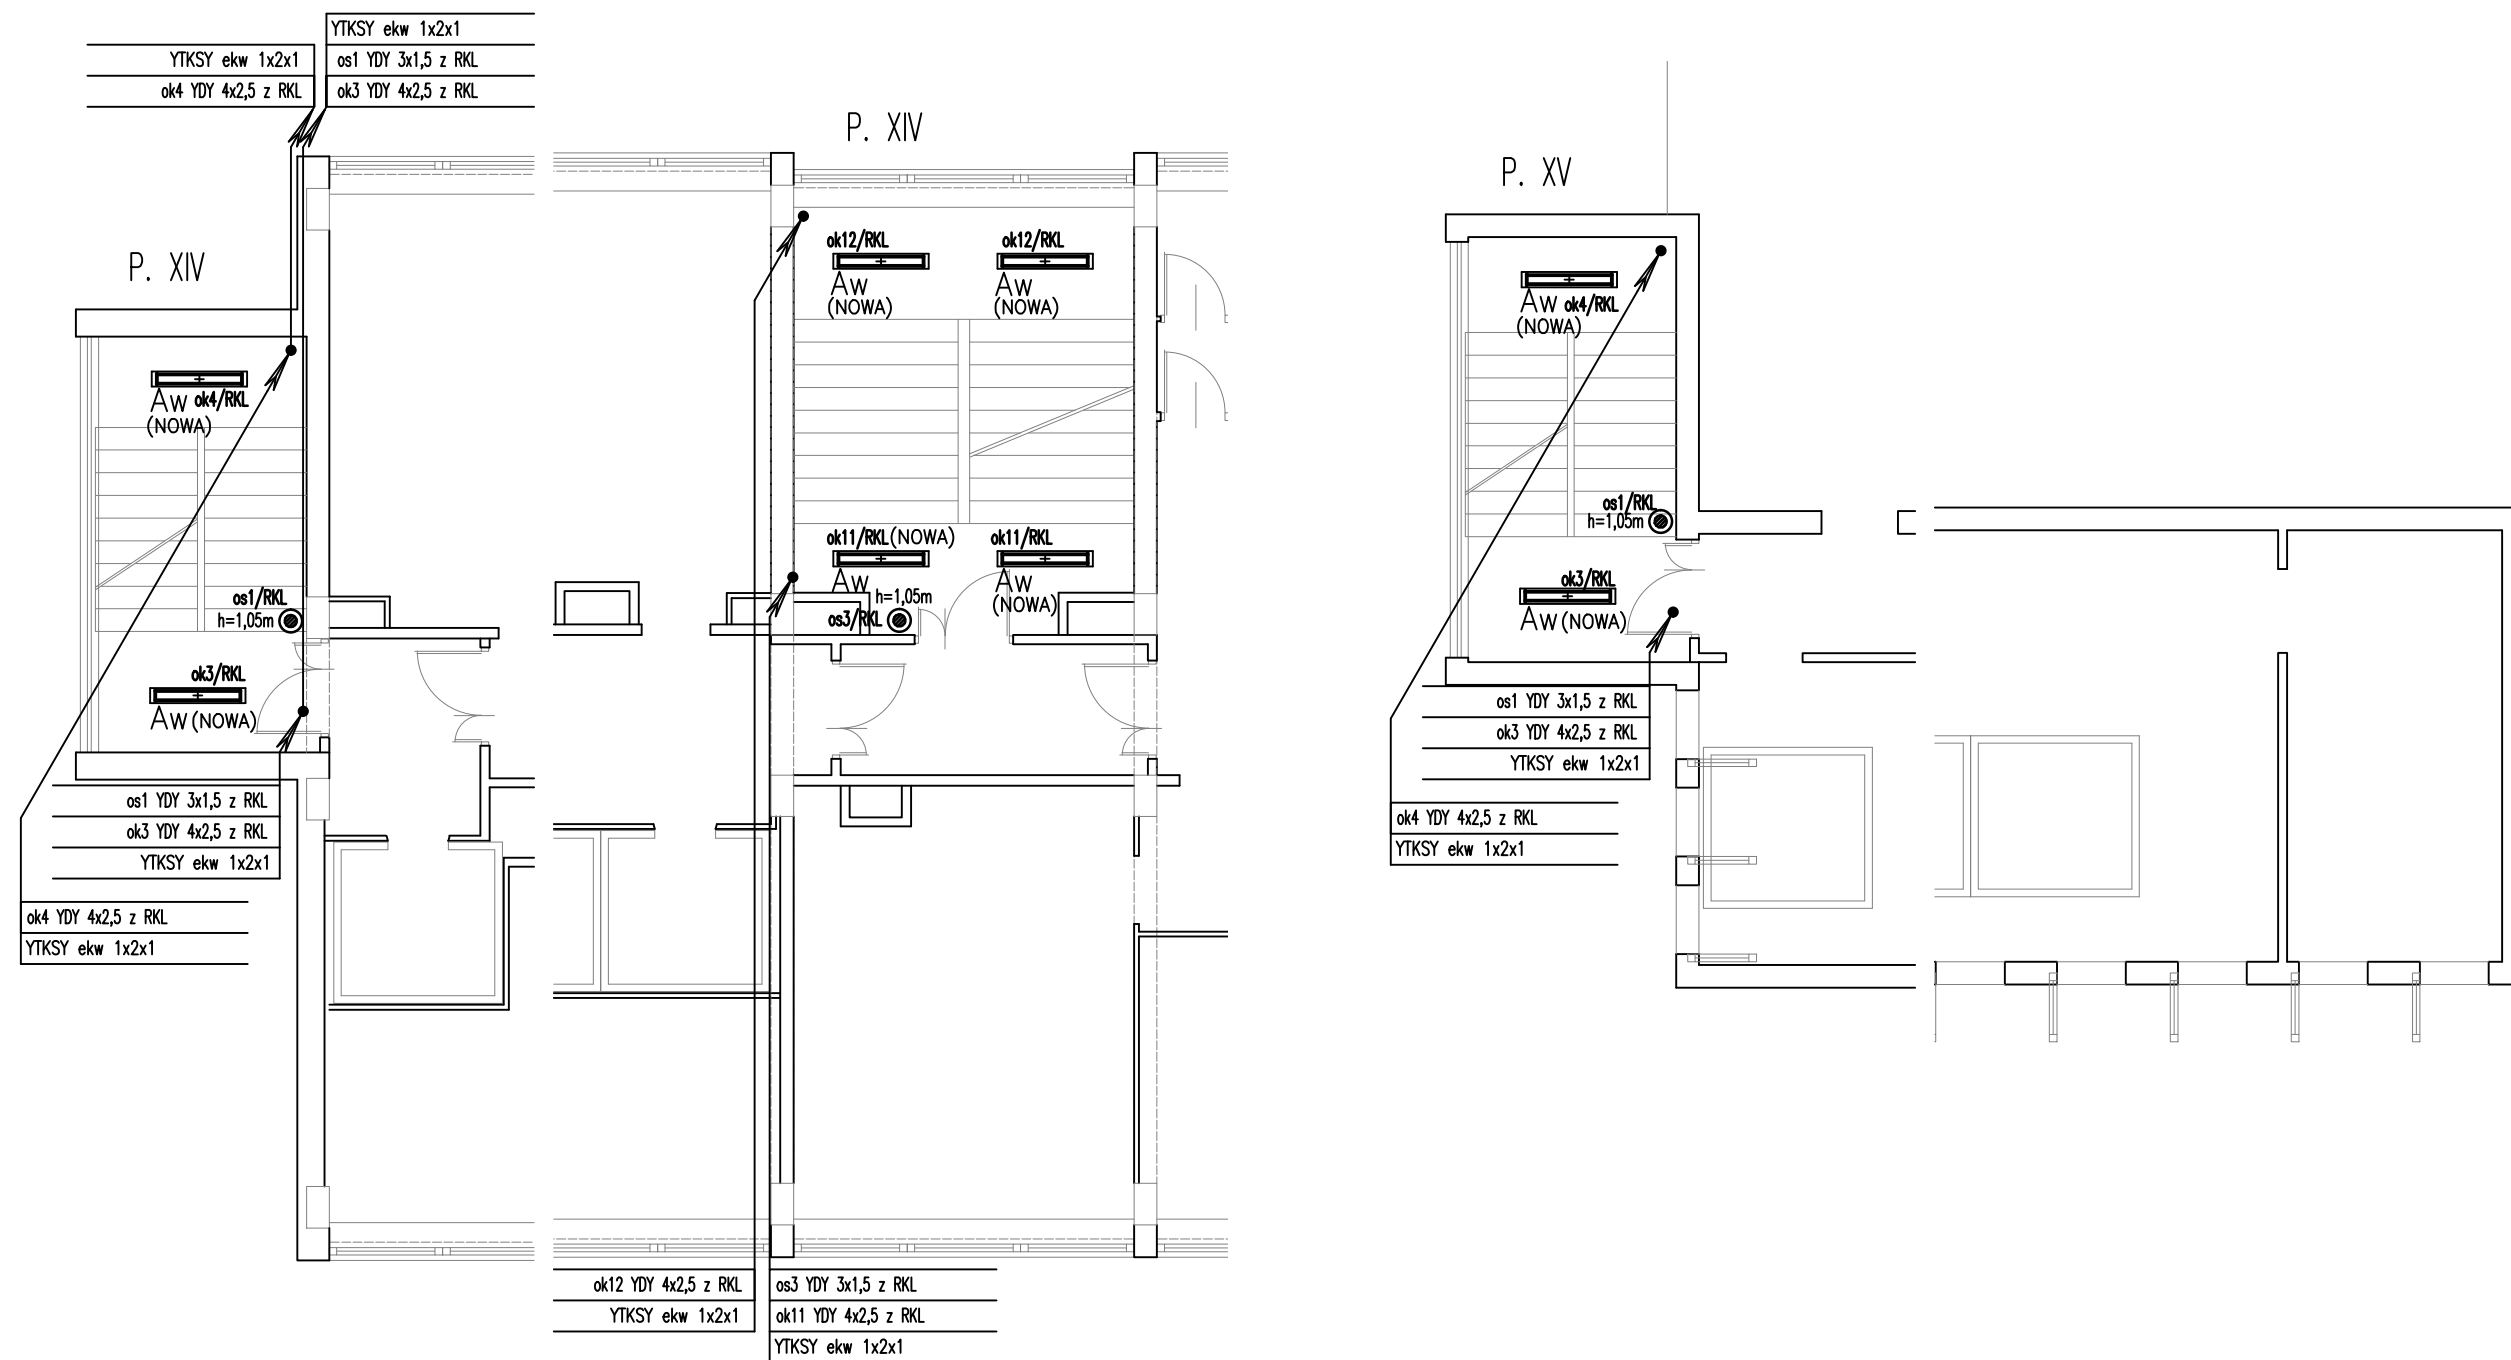 YTKSY ekw 1x2x1
os1 YDY 3x1,5 z RKL
ok3 YDY 4x2,5 z RKL
YTKSY ekw 1x2x1
ok4 YDY 4x2,5 z RKL
P. XIV
ok4/RKL
Aw
(NOWA)
os1/RKL
h=1,05m
ok3/RKL
Aw (NOWA)
os1 YDY 3x1,5 z RKL
ok3 YDY 4x2,5 z RKL
YTKSY ekw 1x2x1
ok4 YDY 4x2,5 z RKL
YTKSY ekw 1x2x1
P. XIV
ok12/RKL
Aw
(NOWA)
ok12/RKL
Aw
(NOWA)
ok11/RKL (NOWA)
Aw
ok11/RKL
Aw
(NOWA)
h=1,05m
os3/RKL
ok12 YDY 4x2,5 z RKL
YTKSY ekw 1x2x1
os3 YDY 3x1,5 z RKL
ok11 YDY 4x2,5 z RKL
YTKSY ekw 1x2x1
P. XV
Aw ok4/RKL
(NOWA)
os1/RKL
h=1,05m
ok3/RKL
Aw (NOWA)
os1 YDY 3x1,5 z RKL
ok3 YDY 4x2,5 z RKL
YTKSY ekw 1x2x1
ok4 YDY 4x2,5 z RKL
YTKSY ekw 1x2x1